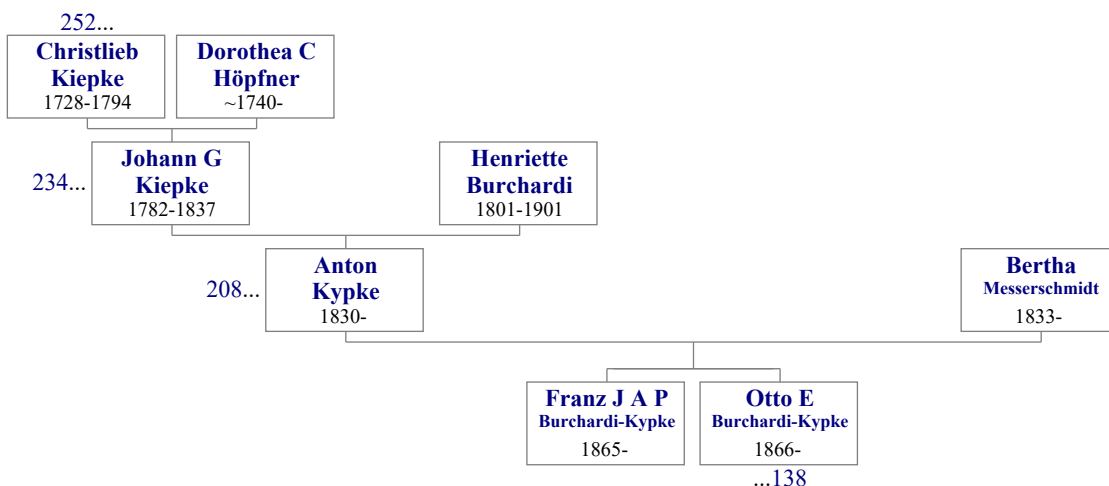 252...
Christlieb
Kiepke
1728-1794
Dorothea C
Höpfner
~1740-
234...
Johann G
Kiepke
1782-1837
Henriette
Burchardi
1801-1901
208...
Anton
Kypke
1830-
Bertha
Messerschmidt
1833-
Franz J A P
Burchardi-Kypke
1865-
Otto E
Burchardi-Kypke
1866-
...138